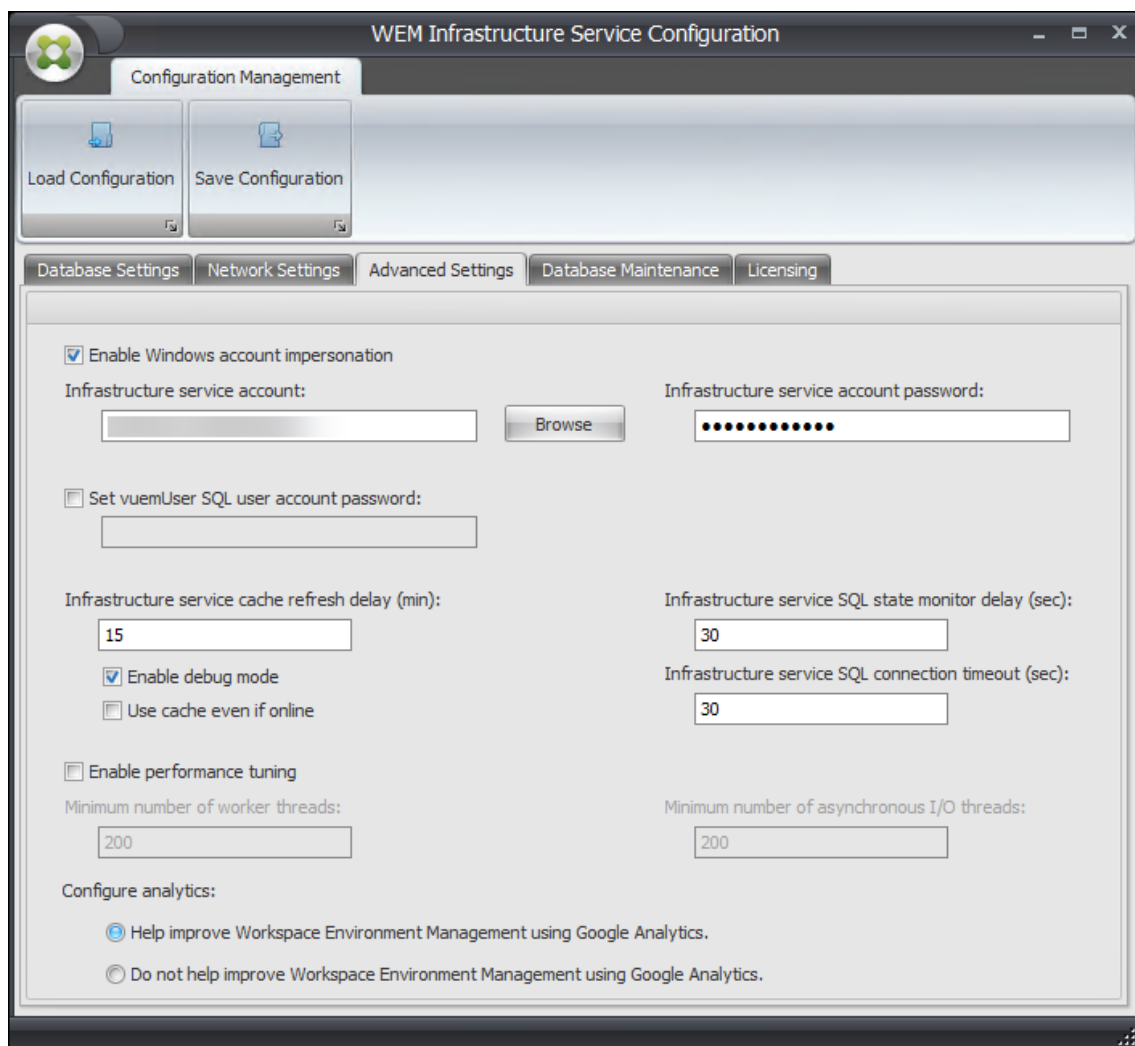 WEM Infrastructure Service Configuration
Configuration Management
Load Configuration
Save Configuration
Database Settings
Network Settings
Advanced Settings
Database Maintenance
Licensing
Enable Windows account impersonation
Infrastructure service account:
Infrastructure service account password:
Browse
••••••••••••
Set vuemUser SQL user account password:
Infrastructure service cache refresh delay (min):
Infrastructure service SQL state monitor delay (sec):
15
30
Enable debug mode
Infrastructure service SQL connection timeout (sec):
Use cache even if online
30
Enable performance tuning
Minimum number of worker threads:
Minimum number of asynchronous I/O threads:
200
200
Configure analytics:
Help improve Workspace Environment Management using Google Analytics.
Do not help improve Workspace Environment Management using Google Analytics.